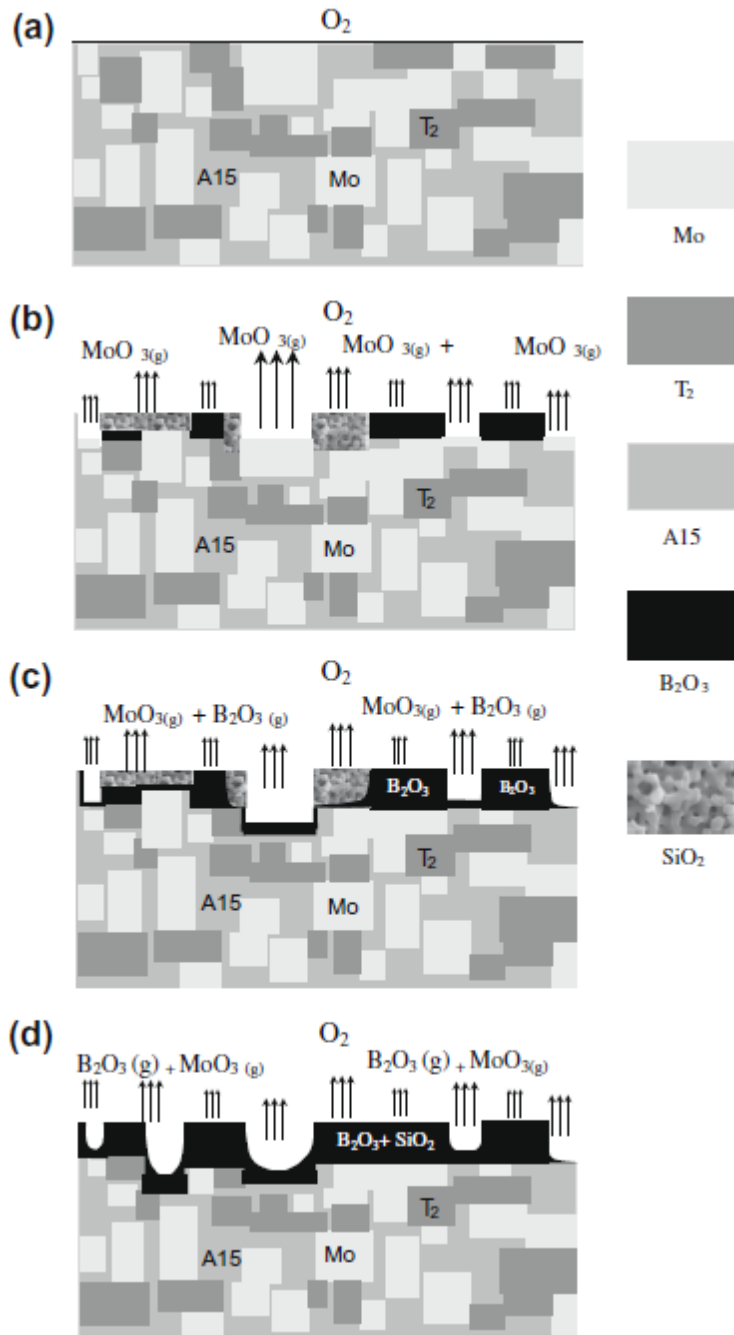 (a)
O₂
T₂
A15
Mo
(b)
O₂
MoO 3(g)
MoO 3(g)
MoO 3(g) +
MoO 3(g)
T₂
A15
Mo
(c)
O₂
MoO₃(g) + B₂O₃ (g)
MoO₃(g) + B₂O₃ (g)
B₂O₃
B₂O₃
T₂
A15
Mo
(d)
O₂
B₂O₃ (g) + MoO₃ (g)
B₂O₃ (g) + MoO₃(g)
B₂O₃+ SiO₂
T₂
A15
Mo
Mo
T₂
A15
B₂O₃
SiO₂